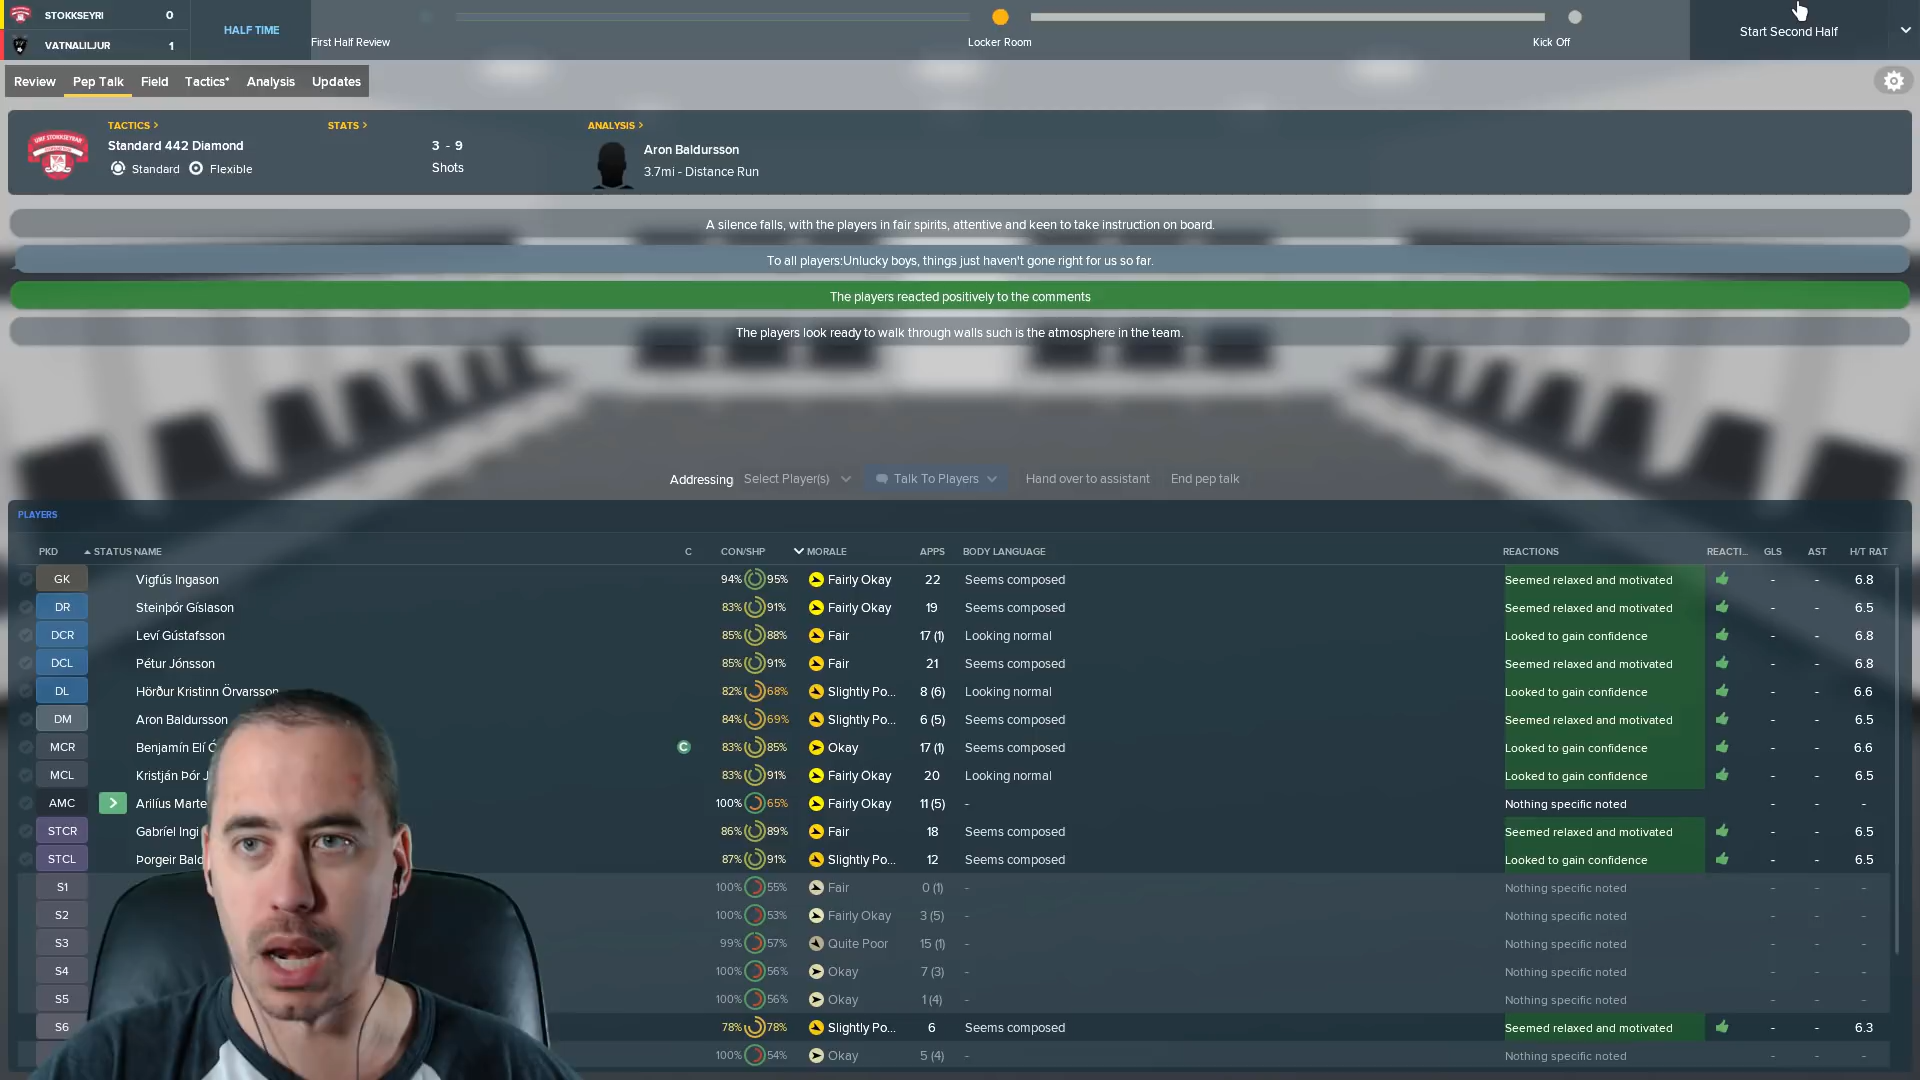 STOKKSEYRI 0
VATNALILJUR 1
HALF TIME
First Half Review
Locker Room
Kick Off
Start Second Half
Review Pep Talk Field Tactics* Analysis Updates
TACTICS >
Standard 442 Diamond
Standard Flexible
STATS >
3 - 9
Shots
ANALYSIS >
Aron Baldursson
3.7mi - Distance Run
A silence falls, with the players in fair spirits, attentive and keen to take instruction on board.
To all players:Unlucky boys, things just haven't gone right for us so far.
The players reacted positively to the comments
The players look ready to walk through walls such is the atmosphere in the team.
Addressing Select Player(s) Talk To Players Hand over to assistant End pep talk
PLAYERS
PKD STATUS NAME C CON/SHP MORALE APPS BODY LANGUAGE REACTIONS REACTI... GLS AST H/T RAT
GK Vigfús Ingason 94% 95% Fairly Okay 22 Seems composed Seemed relaxed and motivated - - 6.8
DR Steinþór Gíslason 83% 91% Fairly Okay 19 Seems composed Seemed relaxed and motivated - - 6.5
DCR Leví Gústafsson 85% 88% Fair 17 (1) Looking normal Looked to gain confidence - - 6.8
DCL Pétur Jónsson 85% 91% Fair 21 Seems composed Seemed relaxed and motivated - - 6.8
DL Hörður Kristinn Örvarsson 82% 68% Slightly Po... 8 (6) Looking normal Looked to gain confidence - - 6.6
DM Aron Baldursson 84% 69% Slightly Po... 6 (5) Seems composed Seemed relaxed and motivated - - 6.5
MCR Benjamín Elí C 83% 85% Okay 17 (1) Seems composed Looked to gain confidence - - 6.6
MCL Kristján Þór J 83% 91% Fairly Okay 20 Looking normal Looked to gain confidence - - 6.5
AMC Arilíus Marte 100% 65% Fairly Okay 11 (5) - Nothing specific noted - - -
STCR Gabríel Ingi 86% 89% Fair 18 Seems composed Seemed relaxed and motivated - - 6.5
STCL Þorgeir Bald 87% 91% Slightly Po... 12 Seems composed Looked to gain confidence - - 6.5
S1 100% 55% Fair 0 (1) - Nothing specific noted - - -
S2 100% 53% Fairly Okay 3 (5) - Nothing specific noted - - -
S3 99% 57% Quite Poor 15 (1) - Nothing specific noted - - -
S4 100% 56% Okay 7 (3) - Nothing specific noted - - -
S5 100% 56% Okay 1 (4) - Nothing specific noted - - -
S6 78% 78% Slightly Po... 6 Seems composed Seemed relaxed and motivated - - 6.3
100% 54% Okay 5 (4) - Nothing specific noted - - -